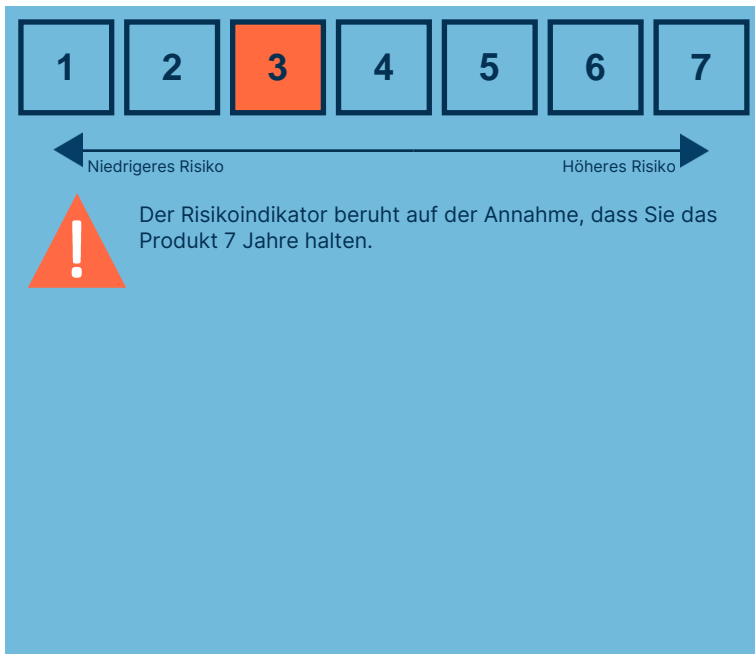 1 2 3 4 5 6 7
Niedrigeres Risiko Höheres Risiko
!
Der Risikoindikator beruht auf der Annahme, dass Sie das
Produkt 7 Jahre halten.